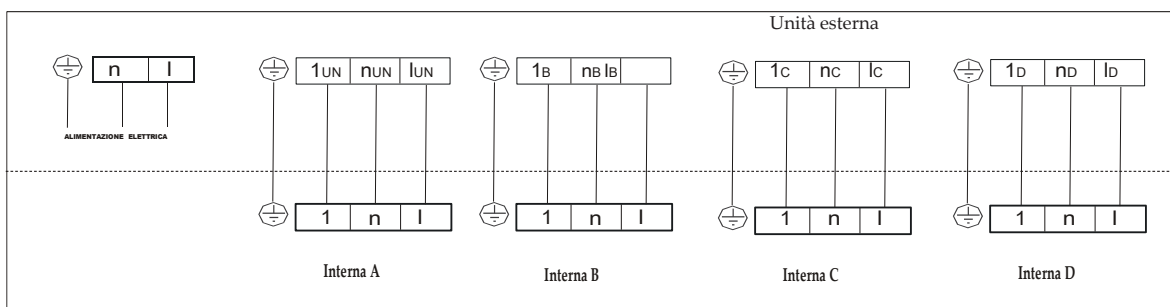 Unità esterna
n l
1UN nUN lUN
1B nB lB
1C nC lC
1D nD lD
ALIMENTAZIONE ELETTRICA
1 n l
1 n l
1 n l
1 n l
Interna A
Interna B
Interna C
Interna D